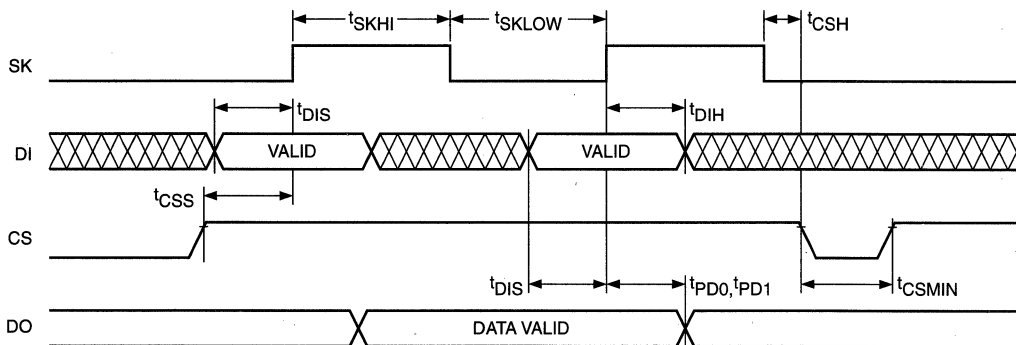 tSKHI
tSKLOW
tCSH
SK
tDIS
tDIH
DI
VALID
VALID
tCSS
CS
tDIS
tPD0,tPD1
tCSMIN
DO
DATA VALID